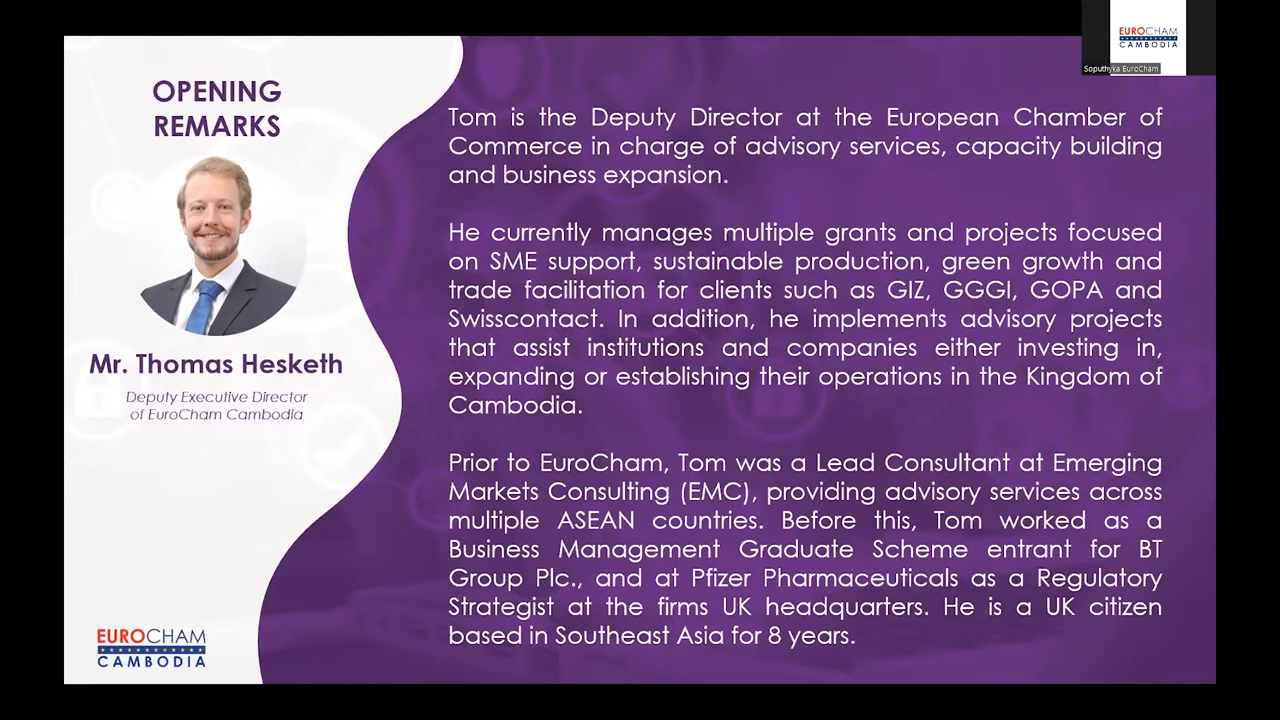 EUROCHAM
CAMBODIA
Soputhyka EuroCham
OPENING
REMARKS
Mr. Thomas Hesketh
Deputy Executive Director
of EuroCham Cambodia
EUROCHAM
CAMBODIA
Tom is the Deputy Director at the European Chamber of
Commerce in charge of advisory services, capacity building
and business expansion.
He currently manages multiple grants and projects focused
on SME support, sustainable production, green growth and
trade facilitation for clients such as GIZ, GGGI, GOPA and
Swisscontact. In addition, he implements advisory projects
that assist institutions and companies either investing in,
expanding or establishing their operations in the Kingdom of
Cambodia.
Prior to EuroCham, Tom was a Lead Consultant at Emerging
Markets Consulting (EMC), providing advisory services across
multiple ASEAN countries. Before this, Tom worked as a
Business Management Graduate Scheme entrant for BT
Group Plc., and at Pfizer Pharmaceuticals as a Regulatory
Strategist at the firms UK headquarters. He is a UK citizen
based in Southeast Asia for 8 years.